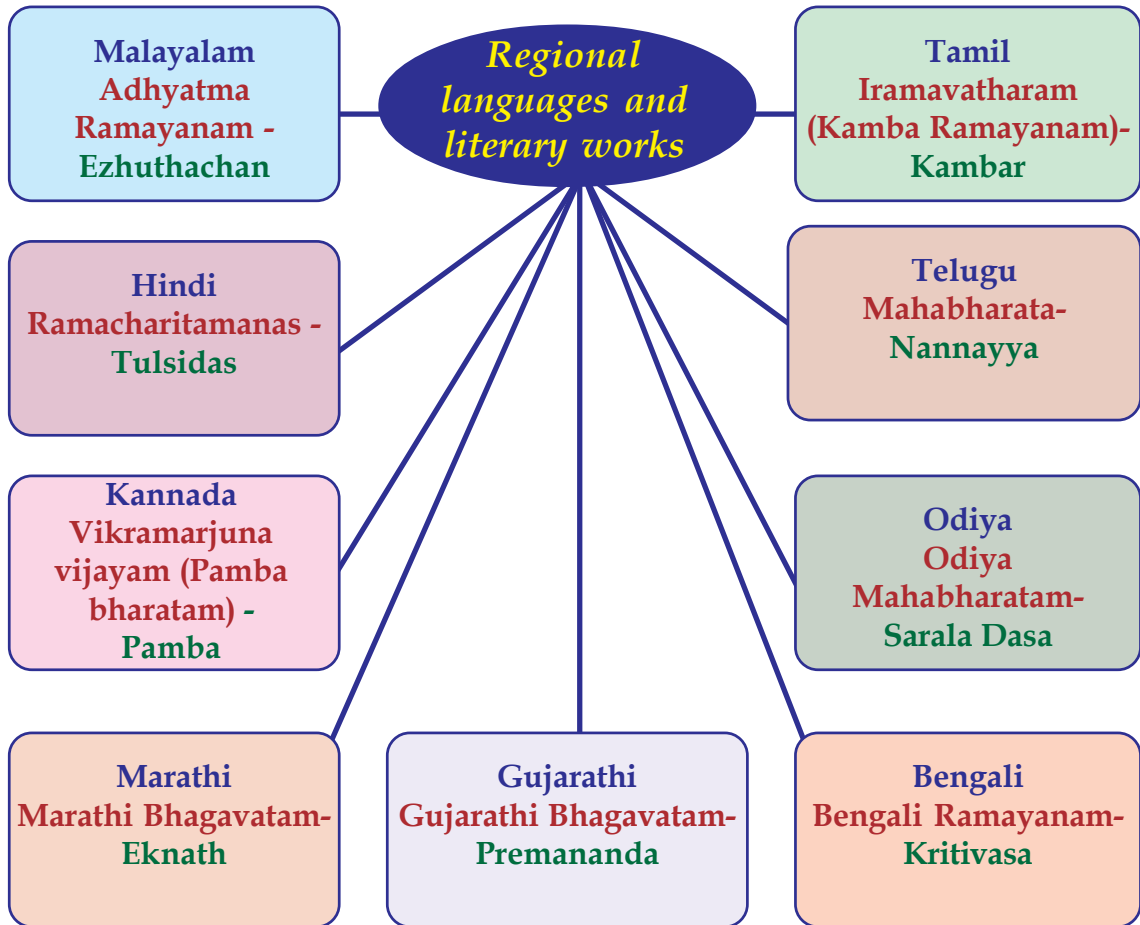 Regional
languages and
literary works
Malayalam
Adhyatma
Ramayanam -
Ezhuthachan
Tamil
Iramavatharam
(Kamba Ramayanam)-
Kambar
Hindi
Ramacharitamanas -
Tulsidas
Telugu
Mahabharata-
Nannayya
Kannada
Vikramarjuna
vijayam (Pamba
bharatam) -
Pamba
Odiya
Odiya
Mahabharatam-
Sarala Dasa
Marathi
Marathi Bhagavatam-
Eknath
Gujarathi
Gujarathi Bhagavatam-
Premananda
Bengali
Bengali Ramayanam-
Kritivasa